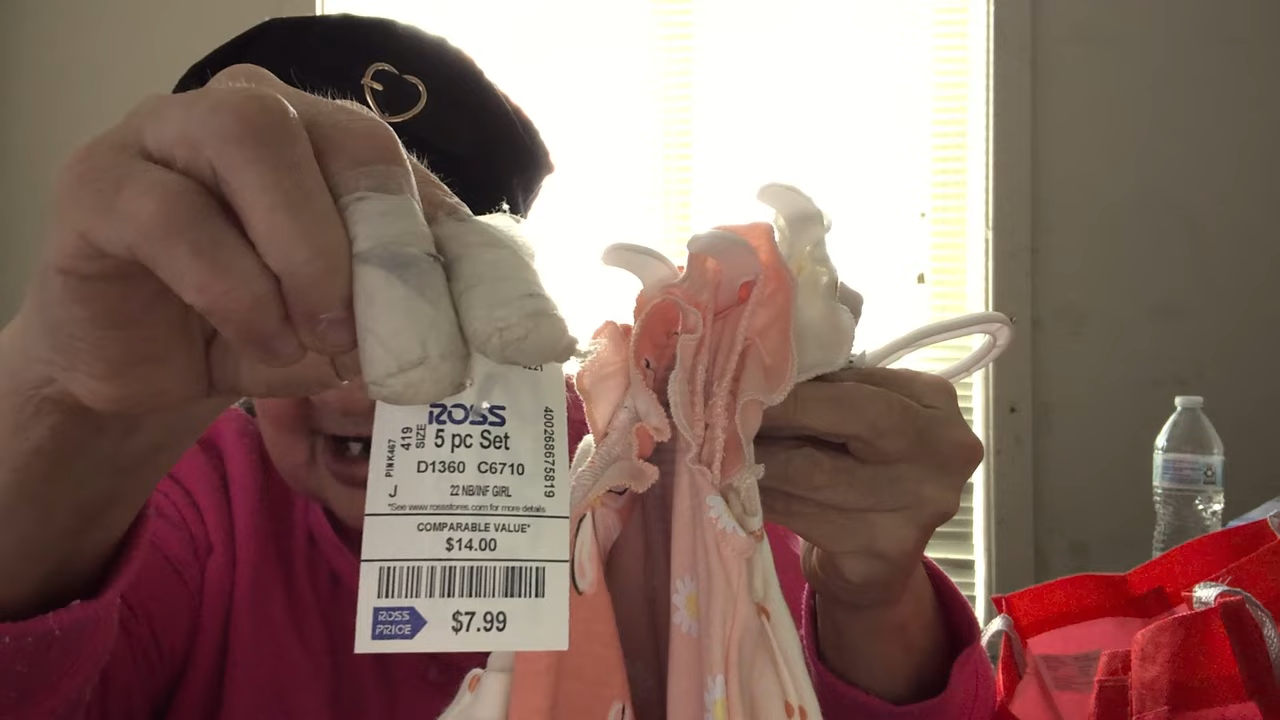 ROSS
PINK467
419
SIZE
5 pc Set
D1360 C6710
J
22 NB/INF GIRL
400268675819
*See www.rossstores.com for more details
COMPARABLE VALUE*
$14.00
ROSS
PRICE
$7.99